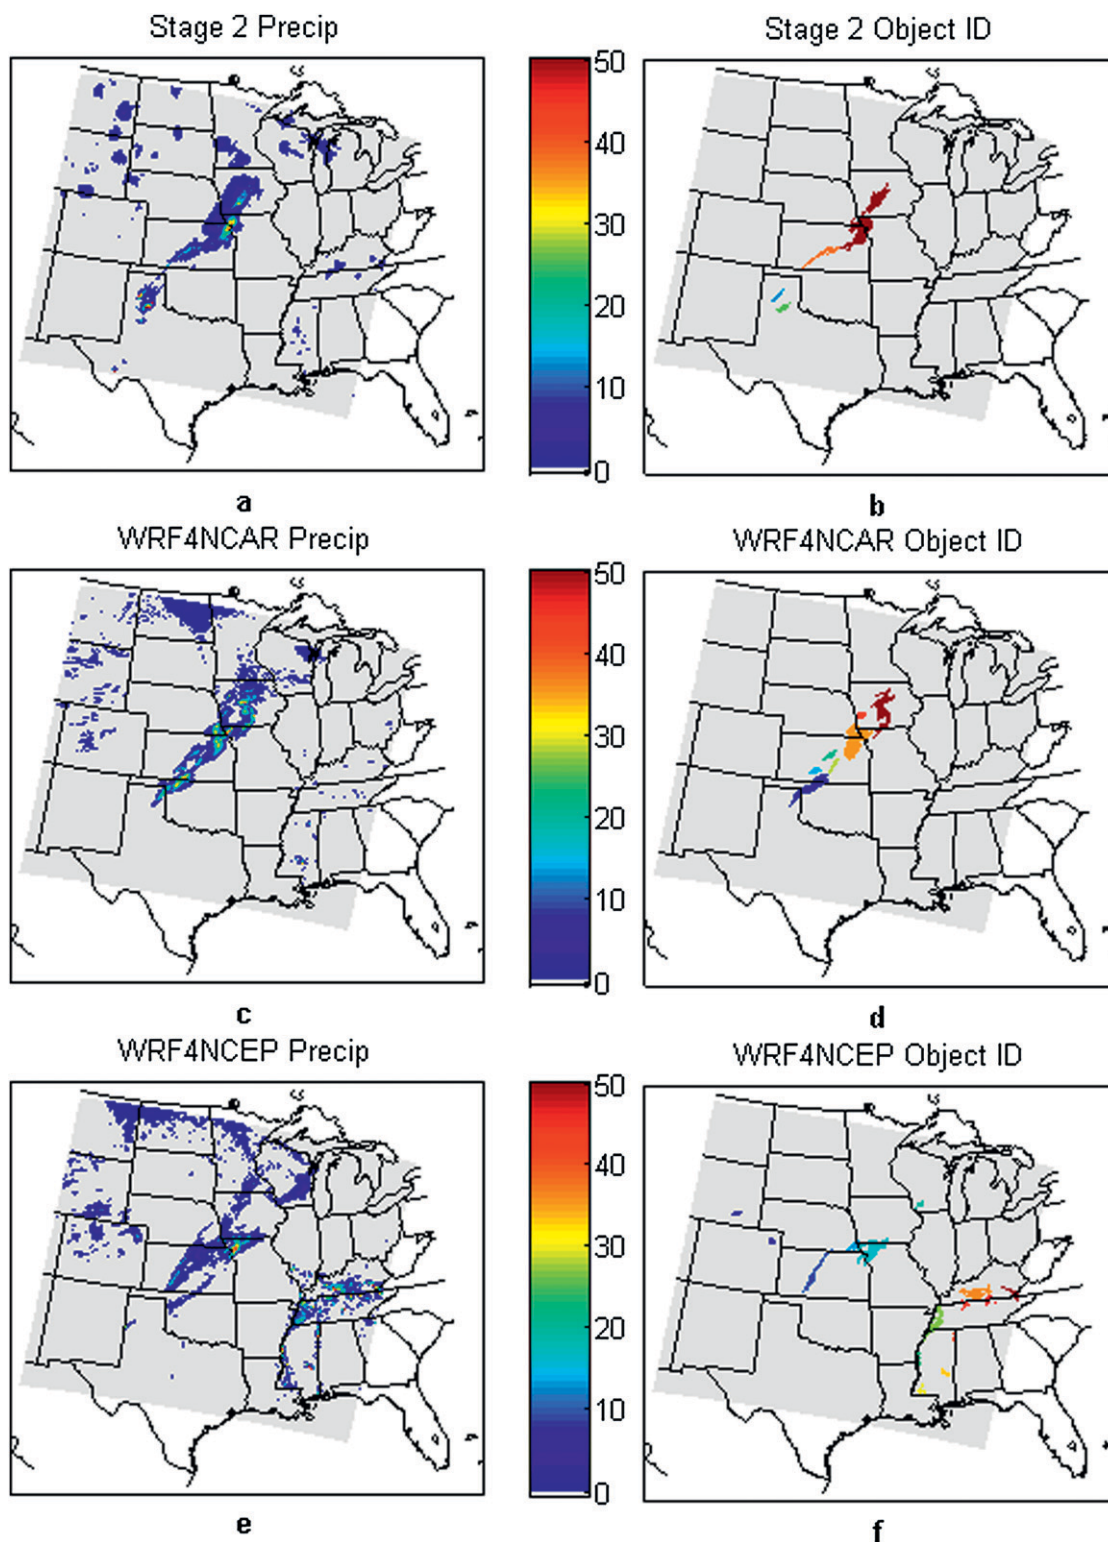 Stage 2 Precip
Stage 2 Object ID
50
40
30
20
10
0
a
b
WRF4NCAR Precip
WRF4NCAR Object ID
50
40
30
20
10
0
c
d
WRF4NCEP Precip
WRF4NCEP Object ID
50
40
30
20
10
0
e
f